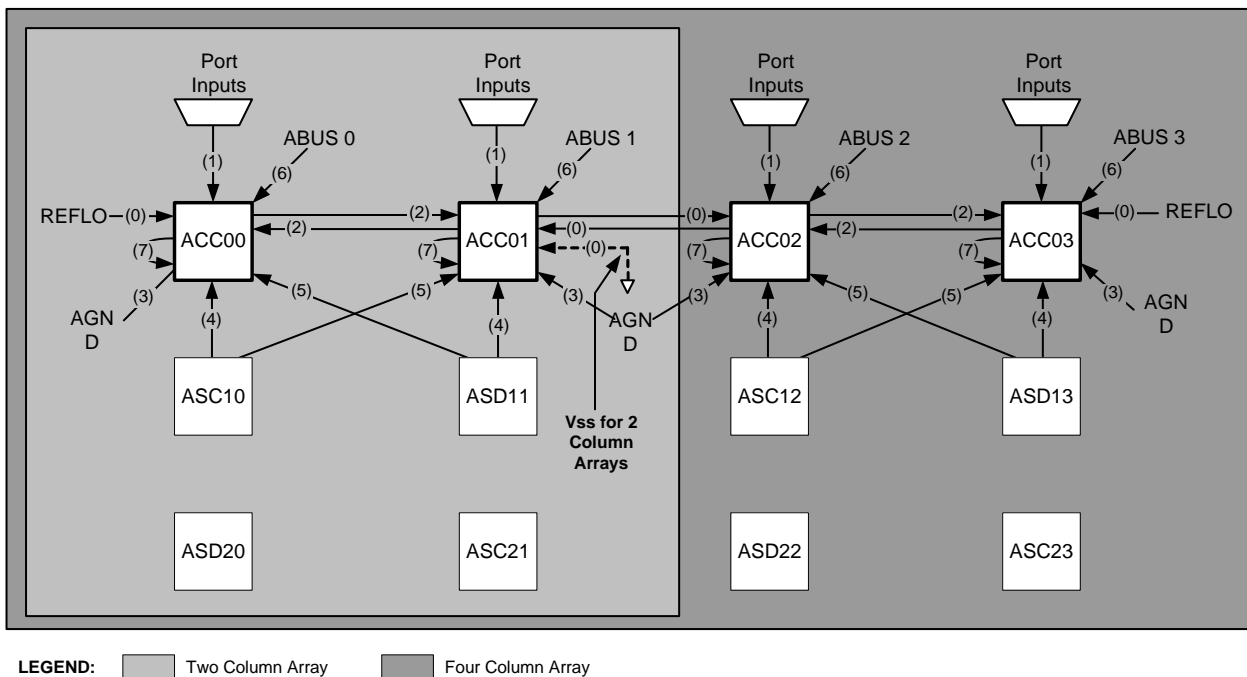 Port
Inputs
Port
Inputs
Port
Inputs
Port
Inputs
ABUS 0
ABUS 1
ABUS 2
ABUS 3
(1)
(1)
(1)
(1)
(6)
(6)
(6)
(6)
REFLO
(0)
ACC00
(2)
(2)
ACC01
(0)
(0)
(0)
ACC02
(2)
(2)
ACC03
(0)
REFLO
(7)
(7)
(7)
(7)
(3)
AGN
D
(4)
(5)
(5)
(4)
(3)
AGN
D
(3)
(4)
(5)
(5)
(4)
(3)
AGN
D
ASC10
ASD11
ASC12
ASD13
Vss for 2
Column
Arrays
ASD20
ASC21
ASD22
ASC23
LEGEND:
Two Column Array
Four Column Array